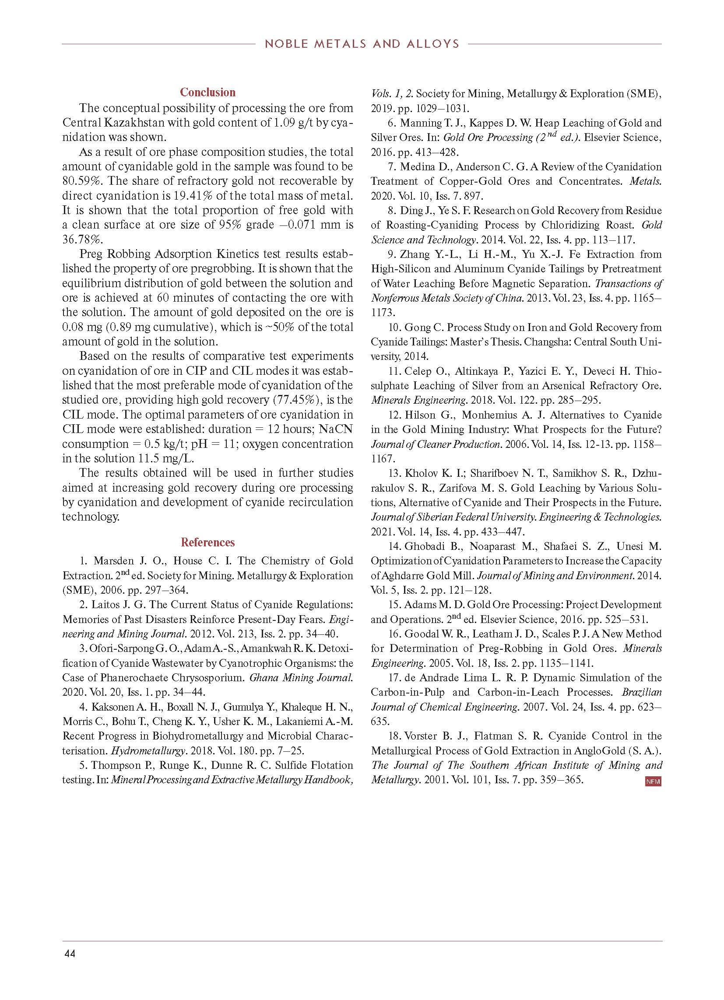 NOBLE METALS AND ALLOYS
Conclusion
The conceptual possibility of processing the ore from
Central Kazakhstan with gold content of 1.09 g/t by cya-
nidation was shown.
As a result of ore phase composition studies, the total
amount of cyanidable gold in the sample was found to be
80.59%. The share of refractory gold not recoverable by
direct cyanidation is 19.41% of the total mass of metal.
It is shown that the total proportion of free gold with
a clean surface at ore size of 95% grade –0.071 mm is
36.78%.
Preg Robbing Adsorption Kinetics test results estab-
lished the property of ore pregrobbing. It is shown that the
equilibrium distribution of gold between the solution and
ore is achieved at 60 minutes of contacting the ore with
the solution. The amount of gold deposited on the ore is
0.08 mg (0.89 mg cumulative), which is ~50% of the total
amount of gold in the solution.
Based on the results of comparative test experiments
on cyanidation of ore in CIP and CIL modes it was estab-
lished that the most preferable mode of cyanidation of the
studied ore, providing high gold recovery (77.45%), is the
CIL mode. The optimal parameters of ore cyanidation in
CIL mode were established: duration = 12 hours; NaCN
consumption = 0.5 kg/t; pH = 11; oxygen concentration
in the solution 11.5 mg/L.
The results obtained will be used in further studies
aimed at increasing gold recovery during ore processing
by cyanidation and development of cyanide recirculation
technology.
References
1. Marsden J. O., House C. I. The Chemistry of Gold
Extraction. 2nd ed. Society for Mining. Metallurgy & Exploration
(SME), 2006. pp. 297–364.
2. Laitos J. G. The Current Status of Cyanide Regulations:
Memories of Past Disasters Reinforce Present-Day Fears. Engi-
neering and Mining Journal. 2012. Vol. 213, Iss. 2. pp. 34–40.
3. Ofori-Sarpong G. O., Adam A.-S., Amankwah R. K. Detoxi-
fication of Cyanide Wastewater by Cyanotrophic Organisms: the
Case of Phanerochaete Chrysosporium. Ghana Mining Journal.
2020. Vol. 20, Iss. 1. pp. 34–44.
4. Kaksonen A. H., Boxall N. J., Gumulya Y., Khaleque H. N.,
Morris C., Bohu T., Cheng K. Y., Usher K. M., Lakaniemi A.-M.
Recent Progress in Biohydrometallurgy and Microbial Charac-
terisation. Hydrometallurgy. 2018. Vol. 180. pp. 7–25.
5. Thompson P., Runge K., Dunne R. C. Sulfide Flotation
testing. In: Mineral Processing and Extractive Metallurgy Handbook,
Vols. 1, 2. Society for Mining, Metallurgy & Exploration (SME),
2019. pp. 1029–1031.
6. Manning T. J., Kappes D. W. Heap Leaching of Gold and
Silver Ores. In: Gold Ore Processing (2nd ed.). Elsevier Science,
2016. pp. 413–428.
7. Medina D., Anderson C. G. A Review of the Cyanidation
Treatment of Copper-Gold Ores and Concentrates. Metals.
2020. Vol. 10, Iss. 7. 897.
8. Ding J., Ye S. F. Research on Gold Recovery from Residue
of Roasting-Cyaniding Process by Chloridizing Roast. Gold
Science and Technology. 2014. Vol. 22, Iss. 4. pp. 113–117.
9. Zhang Y.-L., Li H.-M., Yu X.-J. Fe Extraction from
High-Silicon and Aluminum Cyanide Tailings by Pretreatment
of Water Leaching Before Magnetic Separation. Transactions of
Nonferrous Metals Society of China. 2013. Vol. 23, Iss. 4. pp. 1165–
1173.
10. Gong C. Process Study on Iron and Gold Recovery from
Cyanide Tailings: Master's Thesis. Changsha: Central South Uni-
versity, 2014.
11. Celep O., Altinkaya P., Yazici E. Y., Deveci H. Thio-
sulphate Leaching of Silver from an Arsenical Refractory Ore.
Minerals Engineering. 2018. Vol. 122. pp. 285–295.
12. Hilson G., Monhemius A. J. Alternatives to Cyanide
in the Gold Mining Industry: What Prospects for the Future?
Journal of Cleaner Production. 2006. Vol. 14, Iss. 12-13. pp. 1158–
1167.
13. Kholov K. I.; Sharifboev N. T., Samikhov S. R., Dzhu-
rakulov S. R., Zarifova M. S. Gold Leaching by Various Solu-
tions, Alternative of Cyanide and Their Prospects in the Future.
Journal of Siberian Federal University. Engineering & Technologies.
2021. Vol. 14, Iss. 4. pp. 433–447.
14. Ghobadi B., Noaparast M., Shafaei S. Z., Unesi M.
Optimization of Cyanidation Parameters to Increase the Capacity
of Aghdarre Gold Mill. Journal of Mining and Environment. 2014.
Vol. 5, Iss. 2. pp. 121–128.
15. Adams M. D. Gold Ore Processing: Project Development
and Operations. 2nd ed. Elsevier Science, 2016. pp. 525–531.
16. Goodal W. R., Leatham J. D., Scales P. J. A New Method
for Determination of Preg-Robbing in Gold Ores. Minerals
Engineering. 2005. Vol. 18, Iss. 2. pp. 1135–1141.
17. de Andrade Lima L. R. P. Dynamic Simulation of the
Carbon-in-Pulp and Carbon-in-Leach Processes. Brazilian
Journal of Chemical Engineering. 2007. Vol. 24, Iss. 4. pp. 623–
635.
18. Vorster B. J., Flatman S. R. Cyanide Control in the
Metallurgical Process of Gold Extraction in AngloGold (S. A.).
The Journal of The Southern African Institute of Mining and
Metallurgy. 2001. Vol. 101, Iss. 7. pp. 359–365.
NFM
44